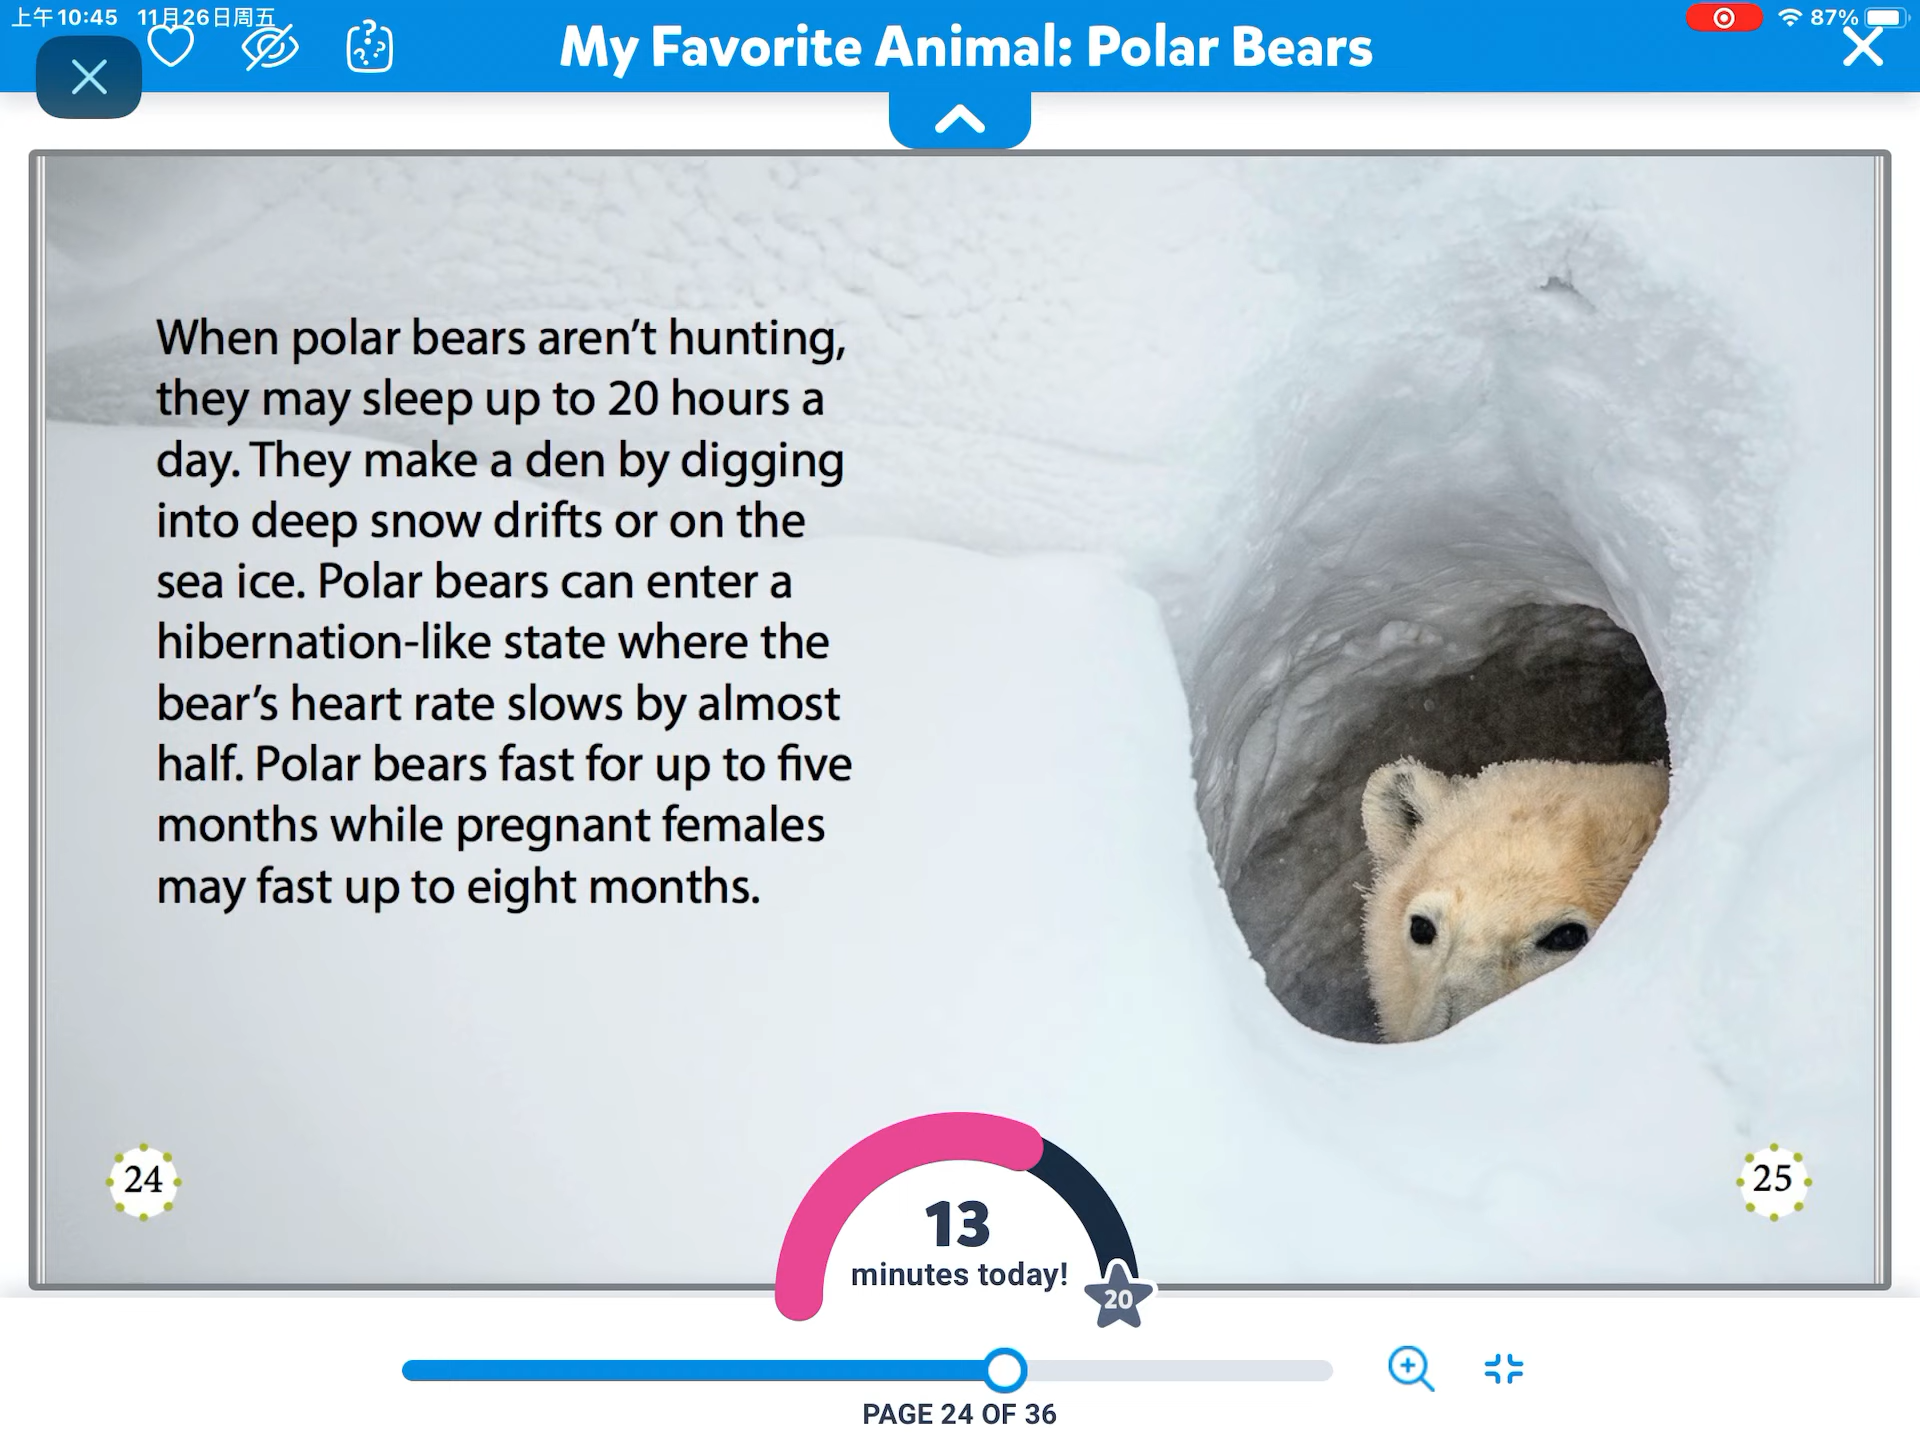 上午10:45 11月26日周五
87%
My Favorite Animal: Polar Bears
When polar bears aren’t hunting,
they may sleep up to 20 hours a
day. They make a den by digging
into deep snow drifts or on the
sea ice. Polar bears can enter a
hibernation-like state where the
bear’s heart rate slows by almost
half. Polar bears fast for up to five
months while pregnant females
may fast up to eight months.
24
25
13
minutes today!
20
PAGE 24 OF 36